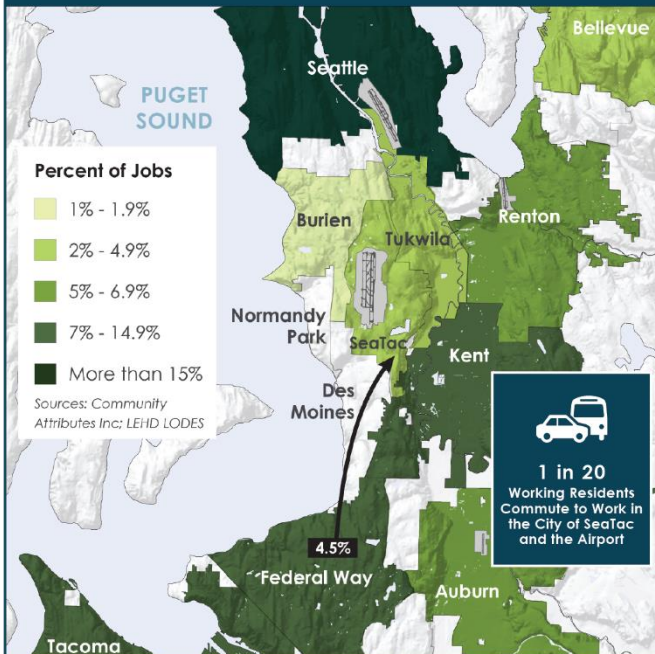 Bellevue
Seattle
PUGET
SOUND
Percent of Jobs
1% - 1.9%
2% - 4.9%
5% - 6.9%
7% - 14.9%
More than 15%
Sources: Community
Attributes Inc; LEHD LODES
Burien
Tukwila
Renton
Normandy
Park
SeaTac
Kent
Des
Moines
1 in 20
Working Residents
Commute to Work in
the City of SeaTac
and the Airport
4.5%
Federal Way
Auburn
Tacoma